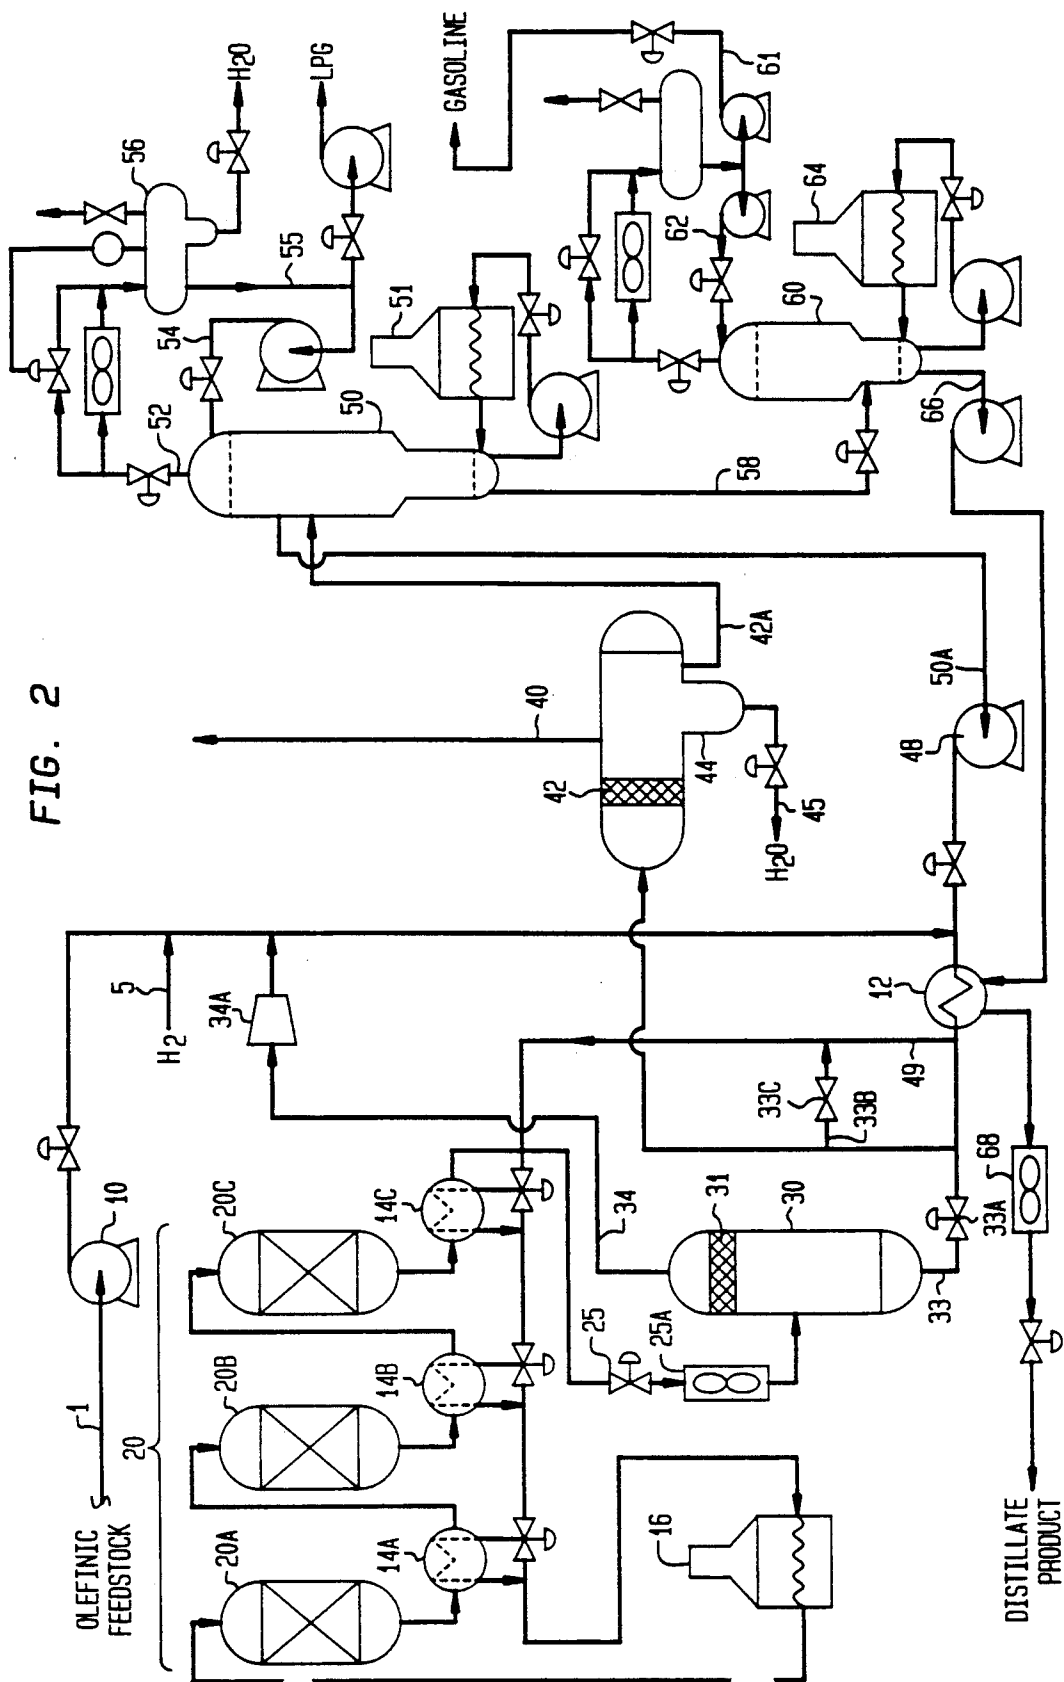 FIG. 2
OLEFINIC
FEEDSTOCK
1
10
20
20A
20B
20C
14A
14B
14C
16
25
25A
5
H2
34A
34
31
30
33
33A
33B
33C
49
12
68
DISTILLATE
PRODUCT
40
42
44
45
H2O
42A
48
50A
50
51
52
54
55
56
58
H2O
LPG
GASOLINE
61
62
60
64
66